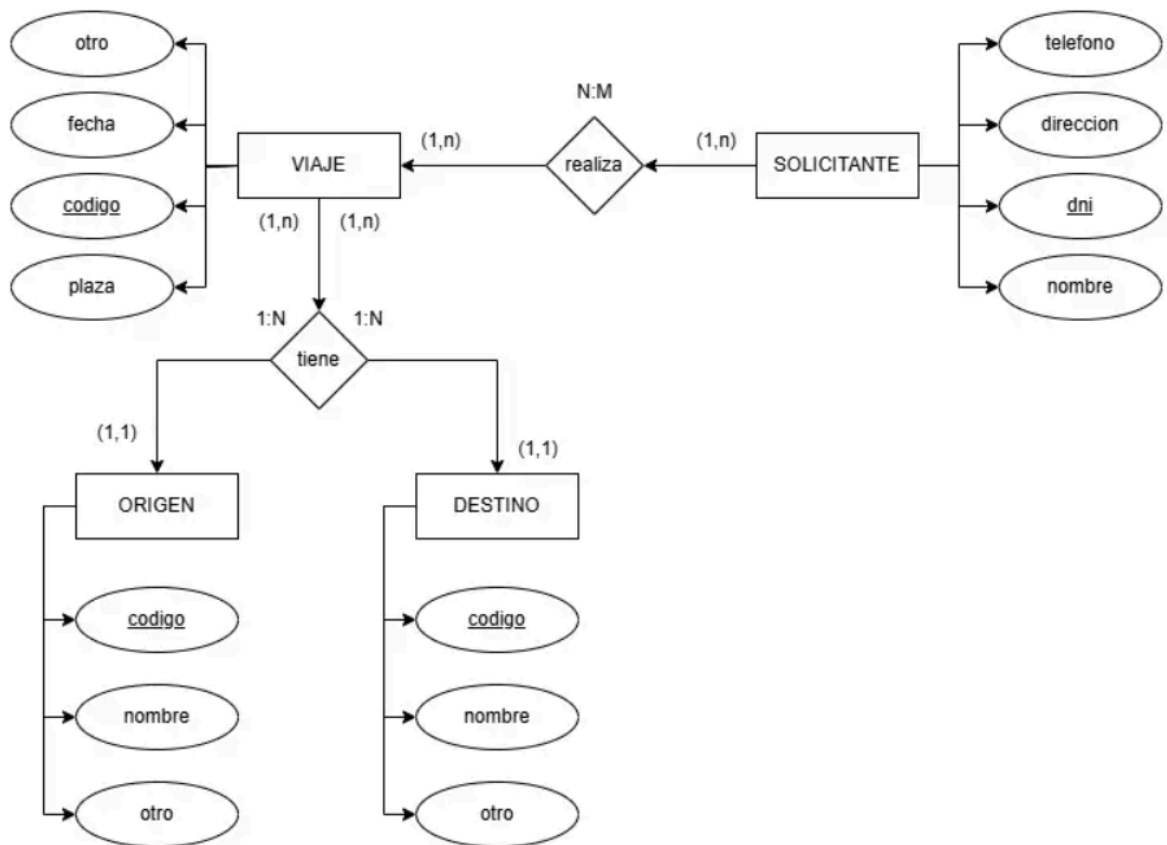 otro
fecha
codigo
plaza
VIAJE
(1,n)
N:M
realiza
(1,n)
SOLICITANTE
telefono
direccion
dni
nombre
(1,n)
(1,n)
1:N
1:N
tiene
(1,1)
(1,1)
ORIGEN
codigo
nombre
otro
DESTINO
codigo
nombre
otro